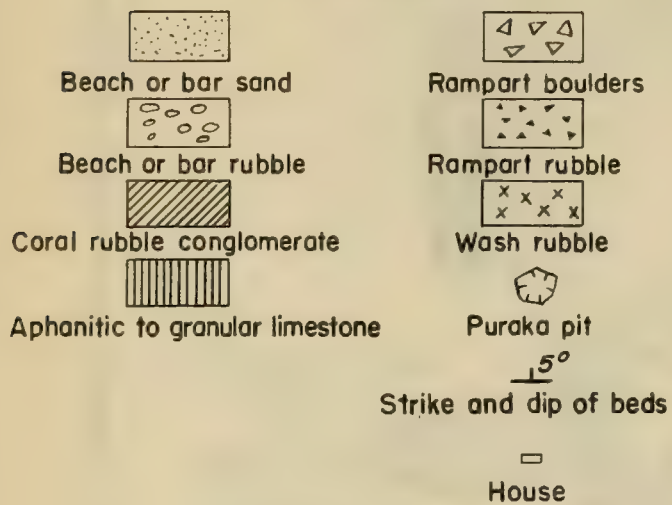 Beach or bar sand
Beach or bar rubble
Coral rubble conglomerate
Aphanitic to granular limestone
Rampart boulders
Rampart rubble
Wash rubble
Puraka pit
5°
Strike and dip of beds
House